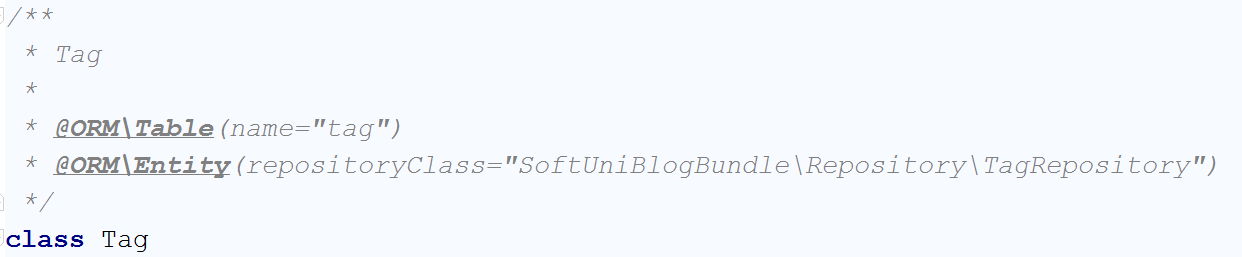 /**
 * Tag
 *
 * @ORM\Table(name="tag")
 * @ORM\Entity(repositoryClass="SoftUniBlogBundle\Repository\TagRepository")
 */
class Tag